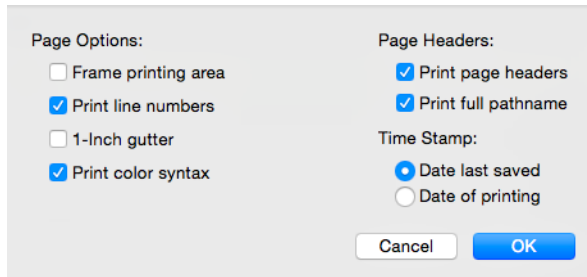 Page Options:
Frame printing area
Print line numbers
1-Inch gutter
Print color syntax
Page Headers:
Print page headers
Print full pathname
Time Stamp:
Date last saved
Date of printing
Cancel
OK